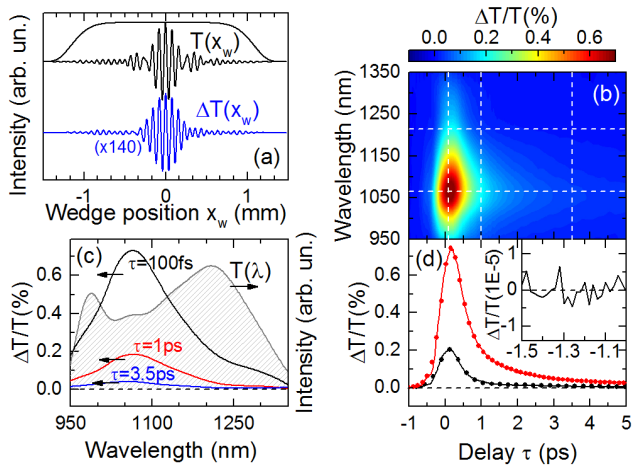 ΔT/T(%)
0.0 0.2 0.4 0.6
Intensity (arb. un.)
T(x_w)
ΔT(x_w)
(x140)
(a)
-1 0 1
Wedge position x_w (mm)
Wavelength (nm)
1350
1250
1150
1050
950
(b)
(c)
ΔT/T(%)
0.6
0.4
0.2
0.0
τ=100fs
T(λ)
τ=1ps
τ=3.5ps
950 1050 1150 1250
Wavelength (nm)
Intensity (arb. un.)
(d)
ΔT/T(%)
0.6
0.4
0.2
0.0
ΔT/T(1E-5)
1
0
-1
-1.5 -1.3 -1.1
-1 0 1 2 3 4 5
Delay τ (ps)